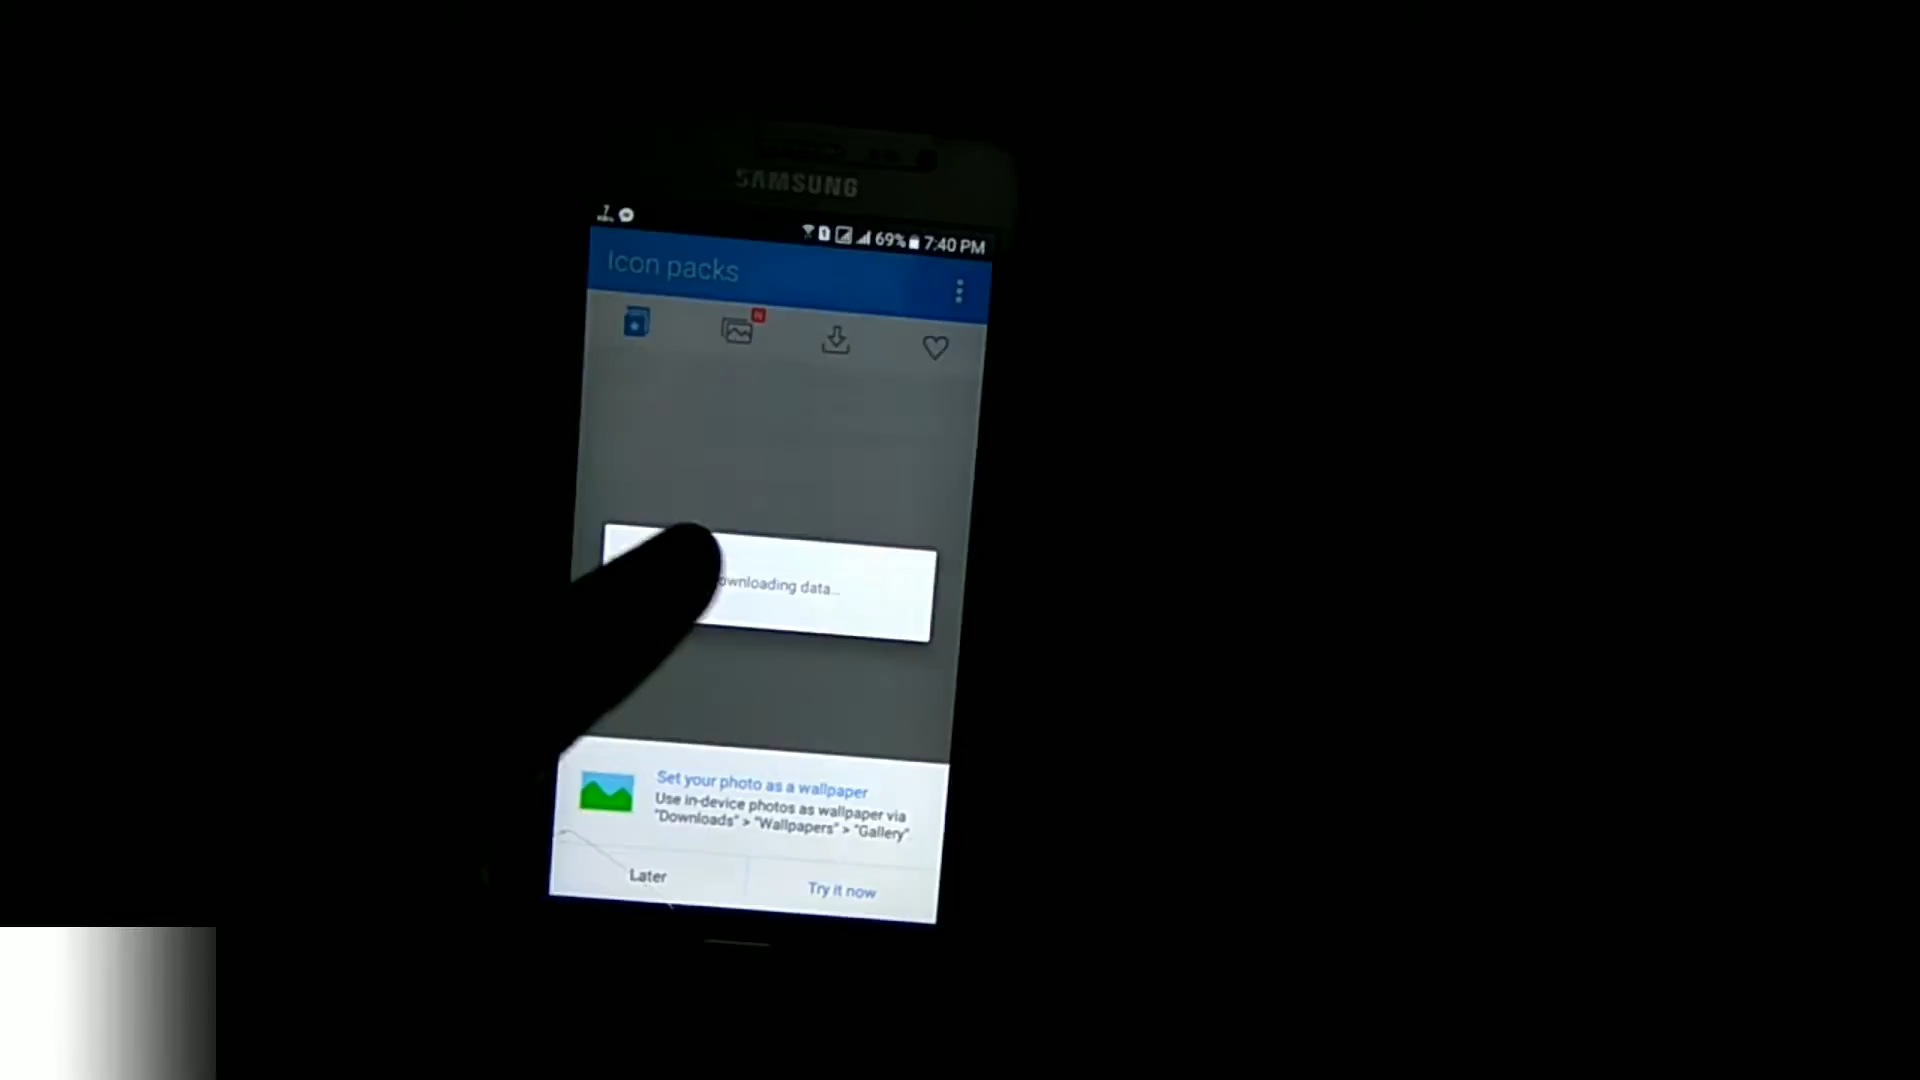 SAMSUNG
69% 7:40 PM
Icon packs
N
ownloading data...
Set your photo as a wallpaper
Use in-device photos as wallpaper via
"Downloads" > "Wallpapers" > "Gallery".
Later
Try it now